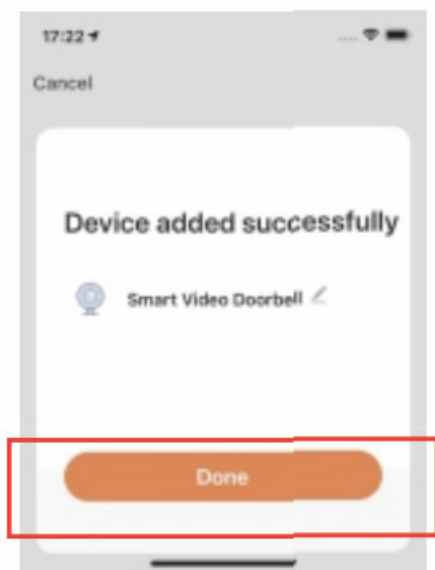 17:22
Cancel
Device added successfully
Smart Video Doorbell
Done